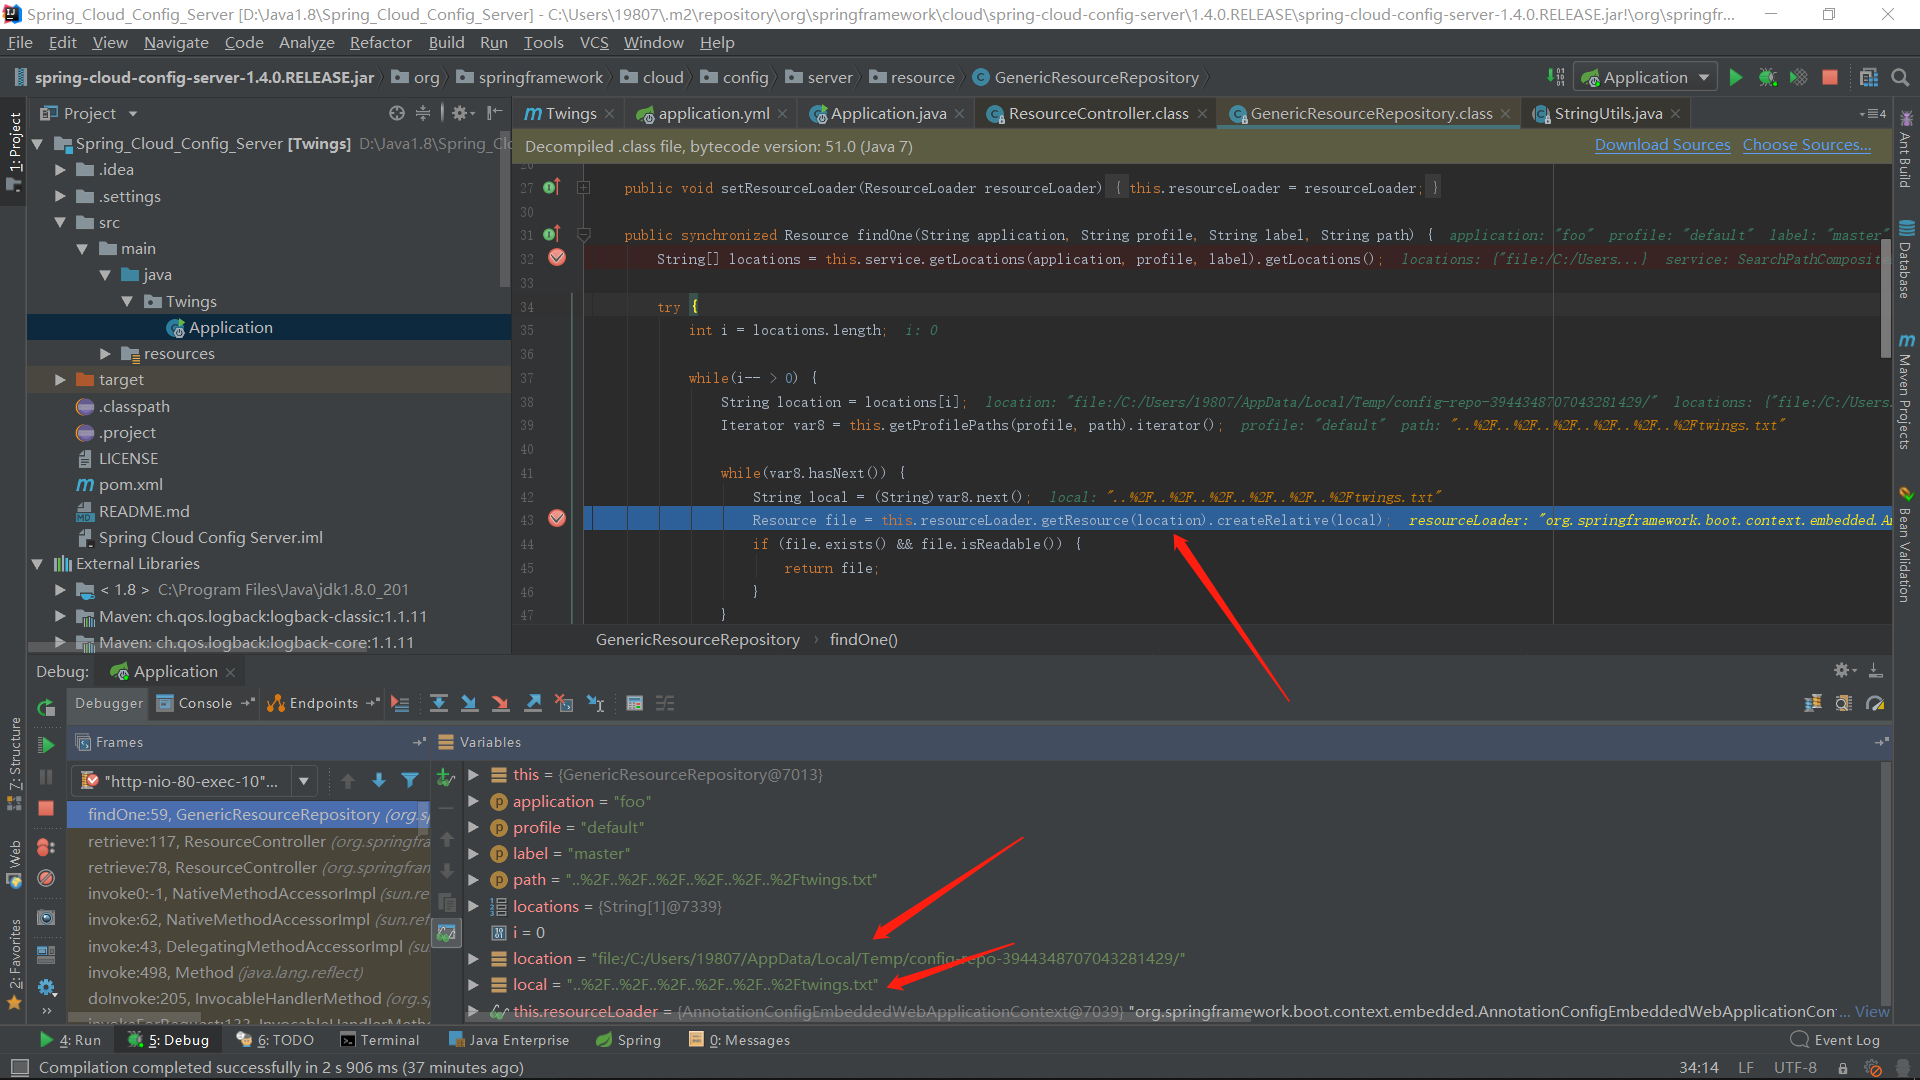 Spring_Cloud_Config_Server [D:\Java1.8\Spring_Cloud_Config_Server] - C:\Users\19807\.m2\repository\org\springframework\cloud\spring-cloud-config-server\1.4.0.RELEASE\spring-cloud-config-server-1.4.0.RELEASE.jar!\org\springfr...
File Edit View Navigate Code Analyze Refactor Build Run Tools VCS Window Help
spring-cloud-config-server-1.4.0.RELEASE.jar org springframework cloud config server resource GenericResourceRepository Application
Project Twings application.yml Application.java ResourceController.class GenericResourceRepository.class StringUtils.java 4
1: Project
Spring_Cloud_Config_Server [Twings] D:\Java1.8\Spring_Cl
.idea
.settings
src
main
java
Twings
Application
resources
target
.classpath
.project
LICENSE
pom.xml
README.md
Spring Cloud Config Server.iml
External Libraries
< 1.8 > C:\Program Files\Java\jdk1.8.0_201
Maven: ch.qos.logback:logback-classic:1.1.11
Maven: ch.qos.logback:logback-core:1.1.11
Decompiled .class file, bytecode version: 51.0 (Java 7) Download Sources Choose Sources...
27 public void setResourceLoader(ResourceLoader resourceLoader) { this.resourceLoader = resourceLoader; }
30
31 public synchronized Resource findOne(String application, String profile, String label, String path) { application: "foo" profile: "default" label: "master"
32 String[] locations = this.service.getLocations(application, profile, label).getLocations(); locations: {"file:/C:/Users...} service: SearchPathComposite
33
34 try {
35 int i = locations.length; i: 0
36
37 while(i-- > 0) {
38 String location = locations[i]; location: "file:/C:/Users/19807/AppData/Local/Temp/config-repo-3944348707043281429/" locations: {"file:/C:/Users.
39 Iterator var8 = this.getProfilePaths(profile, path).iterator(); profile: "default" path: "..%2F..%2F..%2F..%2F..%2F..%2Ftwings.txt"
40
41 while(var8.hasNext()) {
42 String local = (String)var8.next(); local: "..%2F..%2F..%2F..%2F..%2F..%2Ftwings.txt"
43 Resource file = this.resourceLoader.getResource(location).createRelative(local); resourceLoader: "org.springframework.boot.context.embedded.A
44 if (file.exists() && file.isReadable()) {
45 return file;
46 }
47 }
GenericResourceRepository › findOne()
Ant Build
Database
Maven Projects
Bean Validation
Debug: Application
Debugger Console Endpoints
Frames Variables
"http-nio-80-exec-10"...
findOne:59, GenericResourceRepository (org.s
retrieve:117, ResourceController (org.springfra
retrieve:78, ResourceController (org.springfram
invoke0:-1, NativeMethodAccessorImpl (sun.re
invoke:62, NativeMethodAccessorImpl (sun.ref
invoke:43, DelegatingMethodAccessorImpl (su
invoke:498, Method (java.lang.reflect)
doInvoke:205, InvocableHandlerMethod (org.s
this = {GenericResourceRepository@7013}
application = "foo"
profile = "default"
label = "master"
path = "..%2F..%2F..%2F..%2F..%2F..%2Ftwings.txt"
locations = {String[1]@7339}
i = 0
location = "file:/C:/Users/19807/AppData/Local/Temp/config-repo-3944348707043281429/"
local = "..%2F..%2F..%2F..%2F..%2F..%2Ftwings.txt"
this.resourceLoader = {AnnotationConfigEmbeddedWebApplicationContext@7039} "org.springframework.boot.context.embedded.AnnotationConfigEmbeddedWebApplicationCon... View
Z: Structure
Web
2: Favorites
4: Run 5: Debug 6: TODO Terminal Java Enterprise Spring 0: Messages Event Log
Compilation completed successfully in 2 s 906 ms (37 minutes ago) 34:14 LF UTF-8